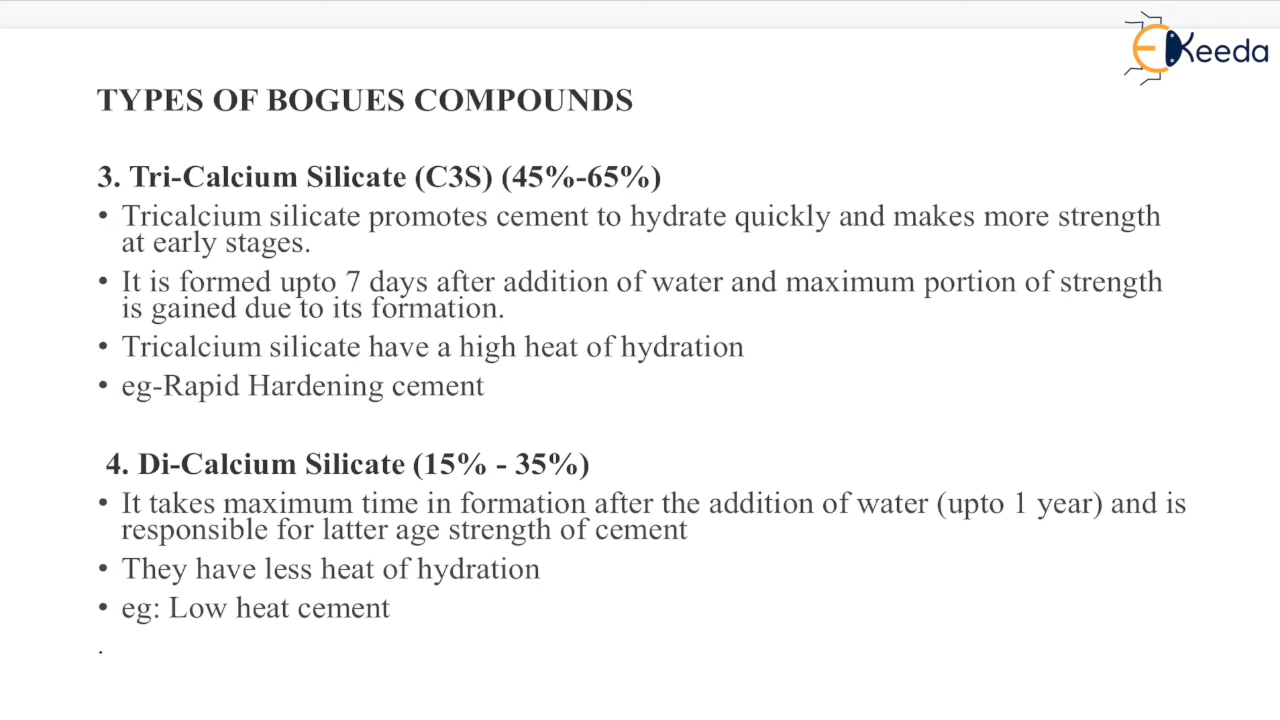 EKeeda
TYPES OF BOGUES COMPOUNDS
3. Tri-Calcium Silicate (C3S) (45%-65%)
• Tricalcium silicate promotes cement to hydrate quickly and makes more strength
at early stages.
• It is formed upto 7 days after addition of water and maximum portion of strength
is gained due to its formation.
• Tricalcium silicate have a high heat of hydration
• eg-Rapid Hardening cement
4. Di-Calcium Silicate (15% - 35%)
• It takes maximum time in formation after the addition of water (upto 1 year) and is
responsible for latter age strength of cement
• They have less heat of hydration
• eg: Low heat cement
.